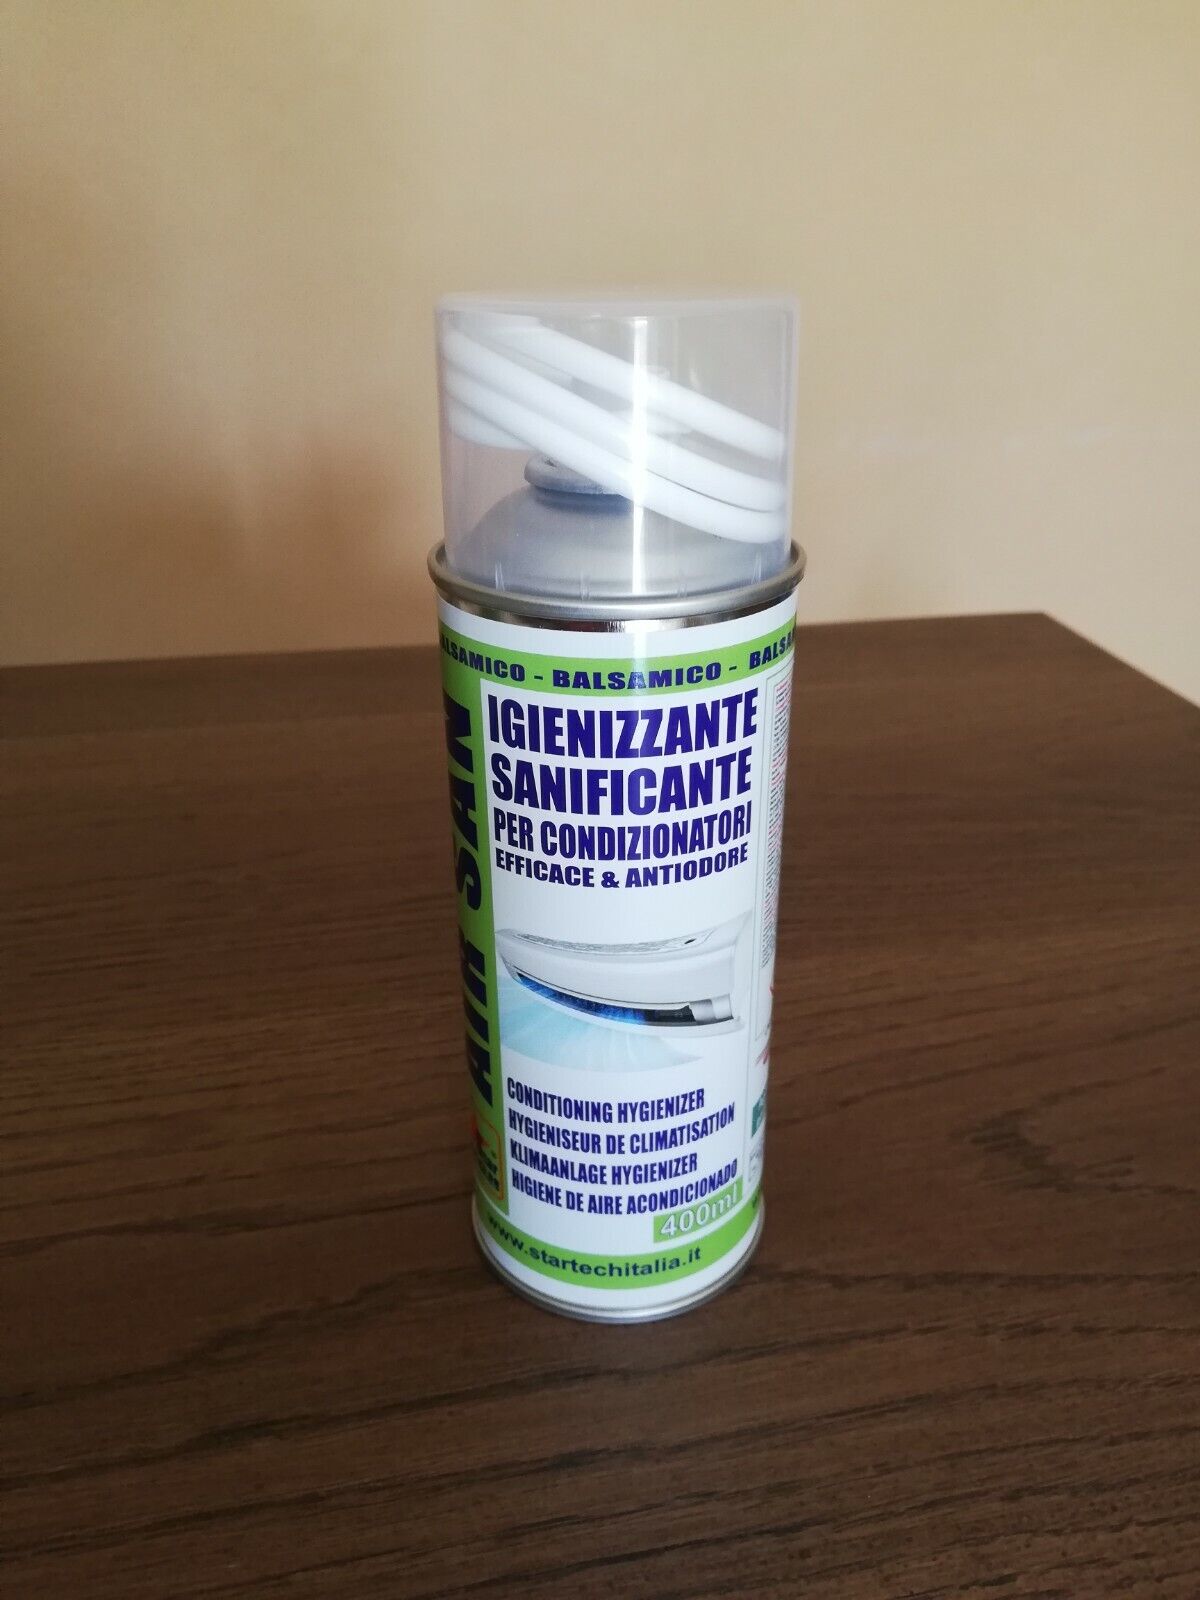 BALSAMICO - BALSAMICO -
AIR SAN
IGIENIZZANTE
SANIFICANTE
PER CONDIZIONATORI
EFFICACE & ANTIODORE
CONDITIONING HYGIENIZER
HYGIENISEUR DE CLIMATISATION
KLIMAANLAGE HYGIENIZER
HIGIENE DE AIRE ACONDICIONADO
400ml
www.startechitalia.it